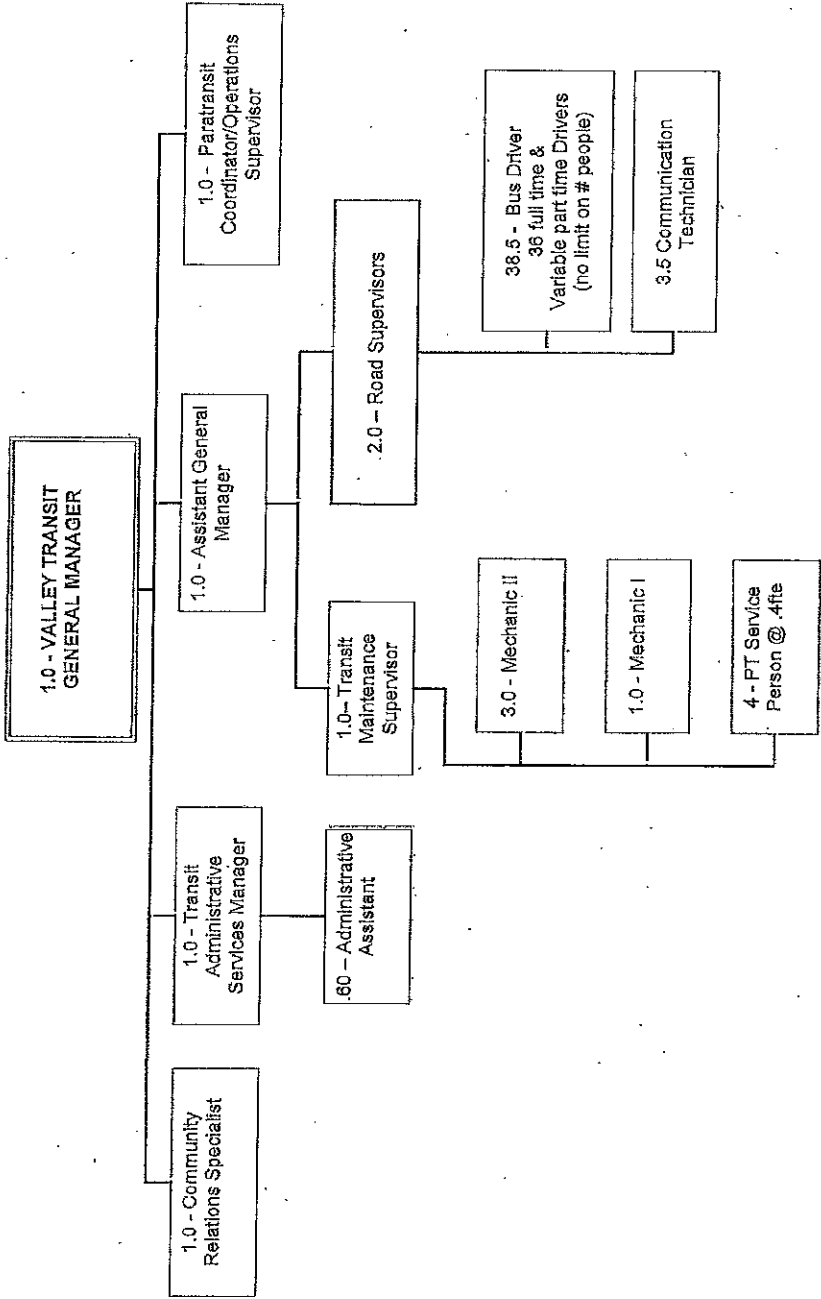 1.0 - VALLEY TRANSIT
GENERAL MANAGER
1.0 - Community
Relations Specialist
1.0 - Transit
Administrative
Services Manager
1.0 - Assistant General
Manager
1.0 - Paratransit
Coordinator/Operations
Supervisor
.60 – Administrative
Assistant
1.0– Transit
Maintenance
Supervisor
2.0 – Road Supervisors
3.0 - Mechanic II
1.0 - Mechanic I
4 - PT Service
Person @ .4fte
38.5 - Bus Driver
36 full time &
Variable part time Drivers
(no limit on # people)
3.5 Communication
Technician